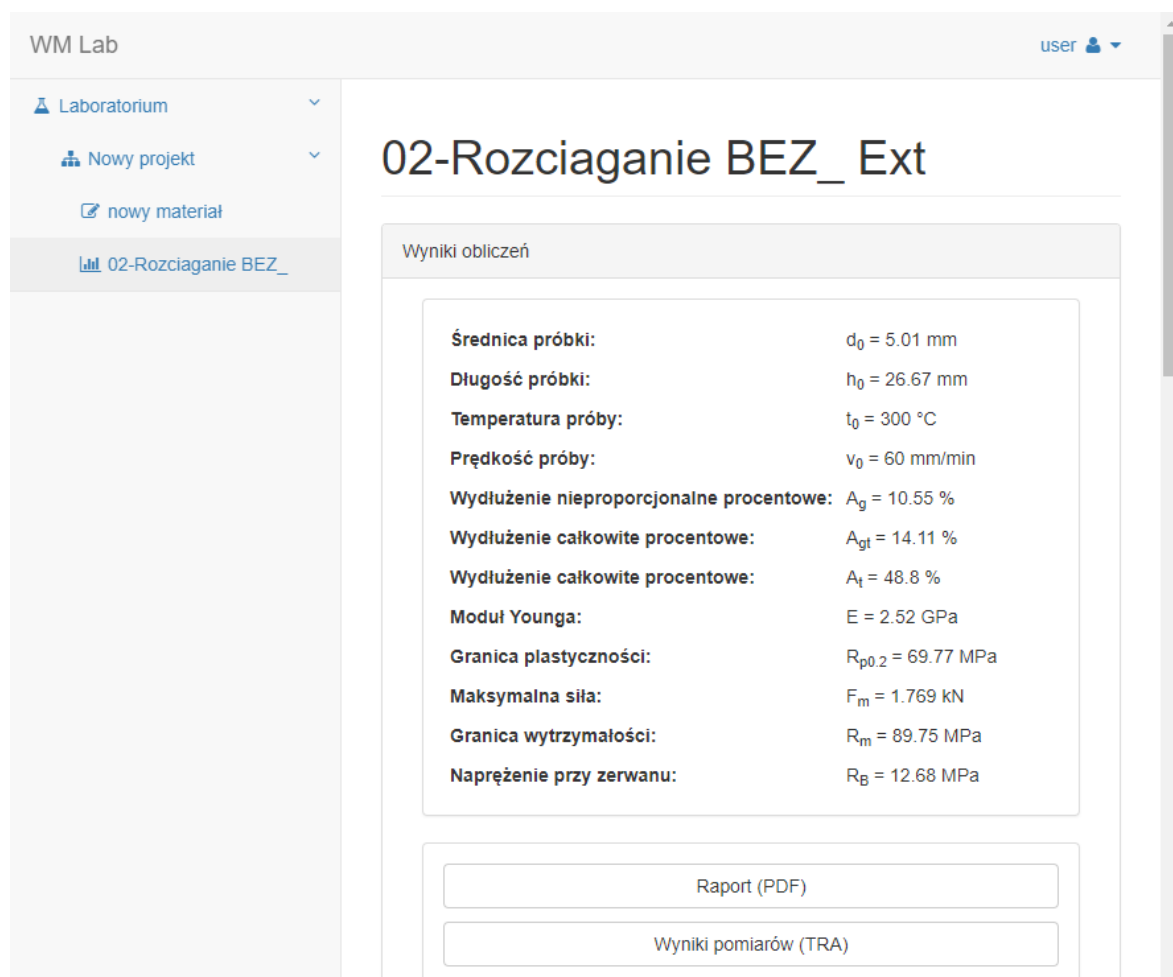 WM Lab
user
Laboratorium
Nowy projekt
nowy materiał
02-Rozciaganie BEZ_
02-Rozciaganie BEZ_ Ext
Wyniki obliczeń
Średnica próbki: d0 = 5.01 mm
Długość próbki: h0 = 26.67 mm
Temperatura próby: t0 = 300 °C
Prędkość próby: v0 = 60 mm/min
Wydłużenie nieproporcjonalne procentowe: Ag = 10.55 %
Wydłużenie całkowite procentowe: Agt = 14.11 %
Wydłużenie całkowite procentowe: At = 48.8 %
Moduł Younga: E = 2.52 GPa
Granica plastyczności: Rp0.2 = 69.77 MPa
Maksymalna siła: Fm = 1.769 kN
Granica wytrzymałości: Rm = 89.75 MPa
Naprężenie przy zerwanu: RB = 12.68 MPa
Raport (PDF)
Wyniki pomiarów (TRA)